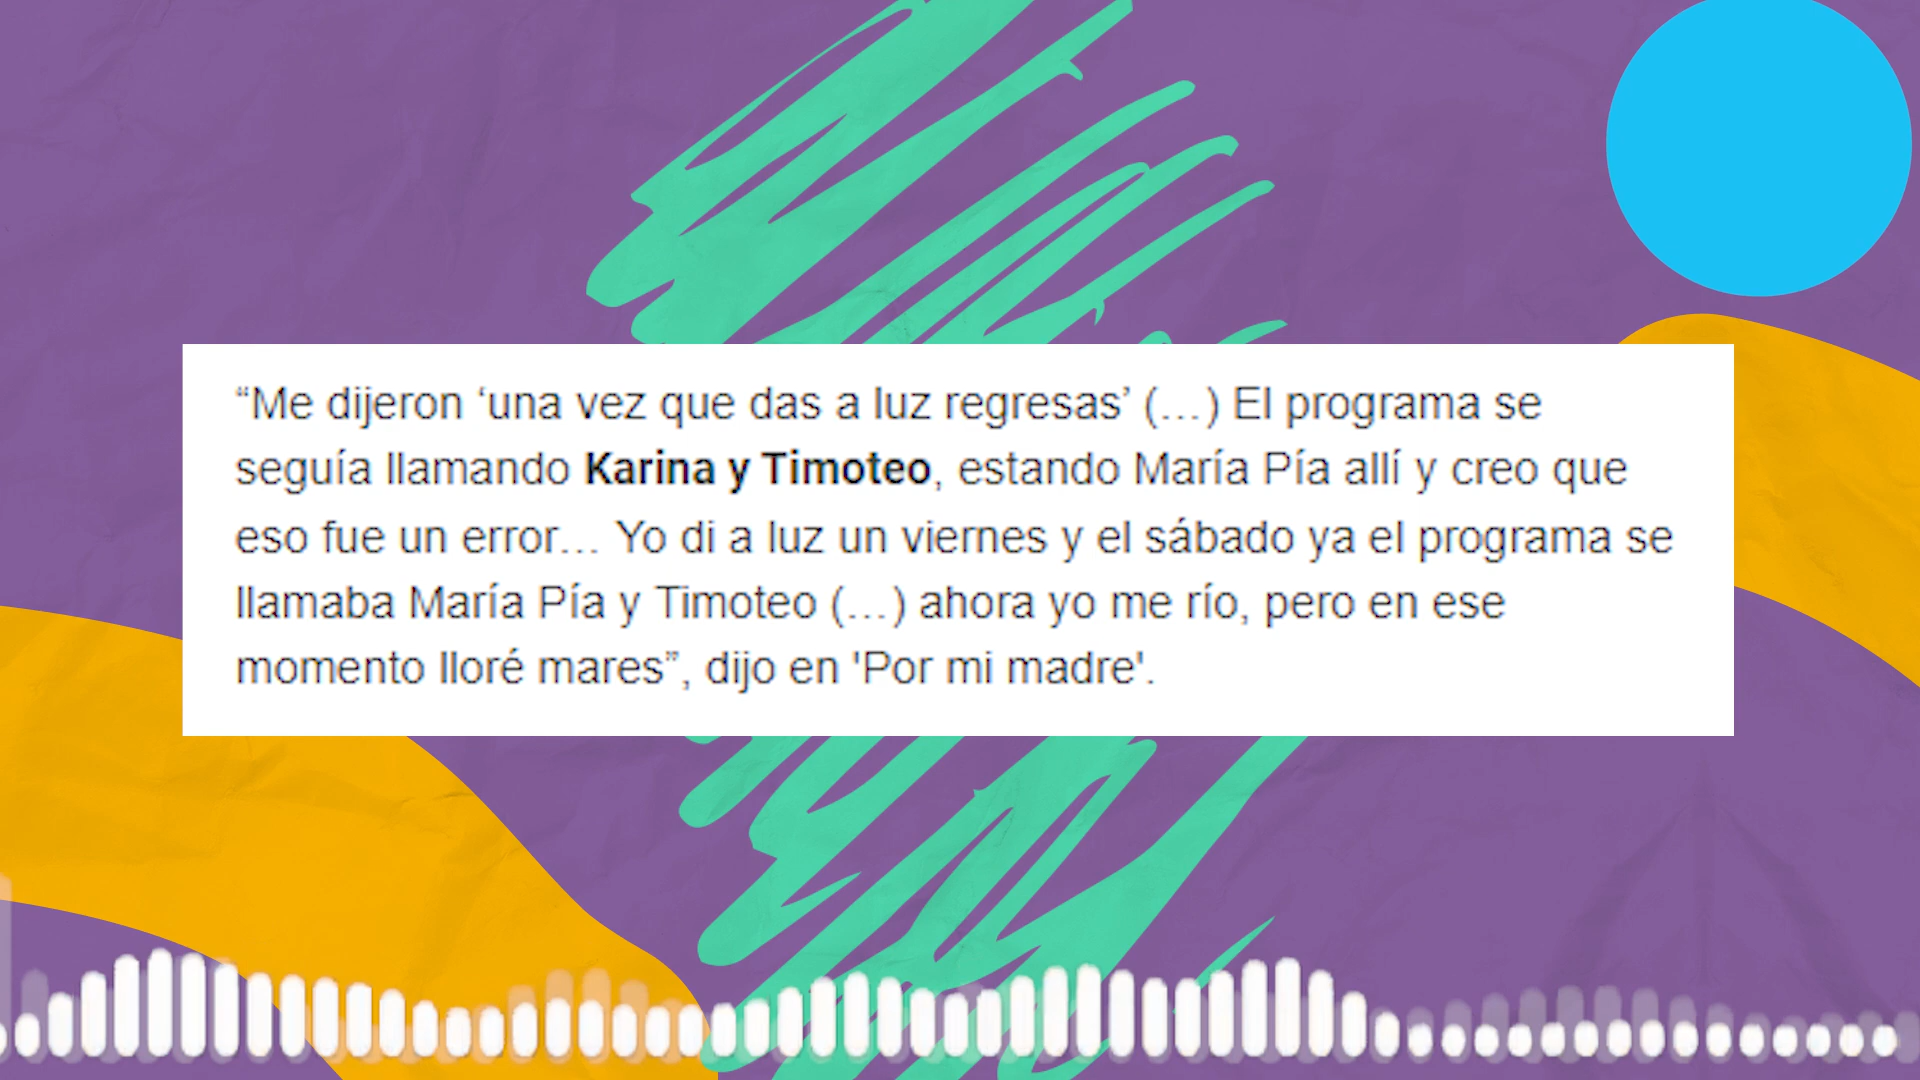 “Me dijeron ‘una vez que das a luz regresas’ (…) El programa se
seguía llamando Karina y Timoteo, estando María Pía allí y creo que
eso fue un error… Yo di a luz un viernes y el sábado ya el programa se
llamaba María Pía y Timoteo (…) ahora yo me río, pero en ese
momento lloré mares”, dijo en 'Por mi madre'.